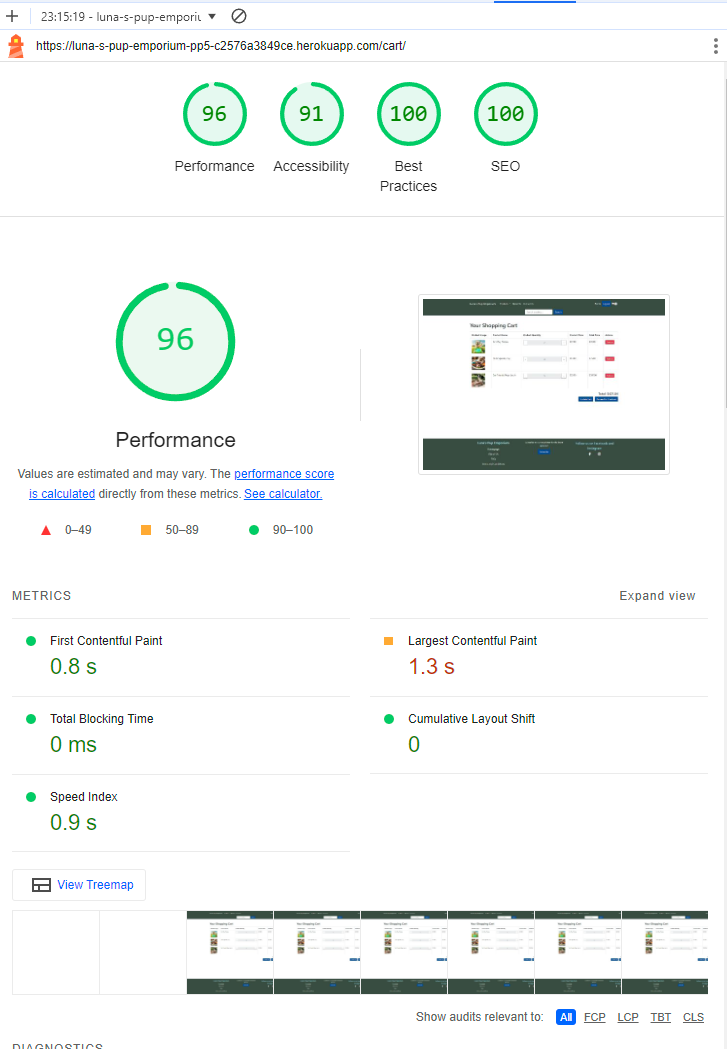 23:15:19 - luna-s-pup-emporiu
https://luna-s-pup-emporium-pp5-c2576a3849ce.herokuapp.com/cart/
96
91
100
100
Performance
Accessibility
Best
Practices
SEO
96
Performance
Values are estimated and may vary. The performance score
is calculated directly from these metrics. See calculator.
0–49
50–89
90–100
Your Shopping Cart
METRICS
Expand view
First Contentful Paint
0.8 s
Largest Contentful Paint
1.3 s
Total Blocking Time
0 ms
Cumulative Layout Shift
0
Speed Index
0.9 s
View Treemap
Show audits relevant to: All FCP LCP TBT CLS
DIAGNOSTICS